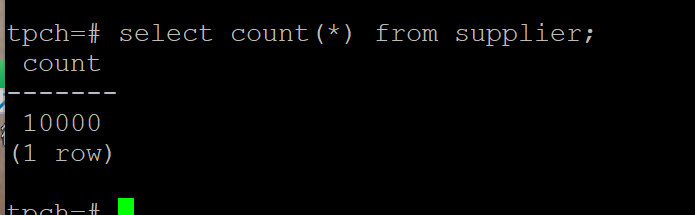 tpch=# select count(*) from supplier;
count
-------
10000
(1 row)
tpch=#